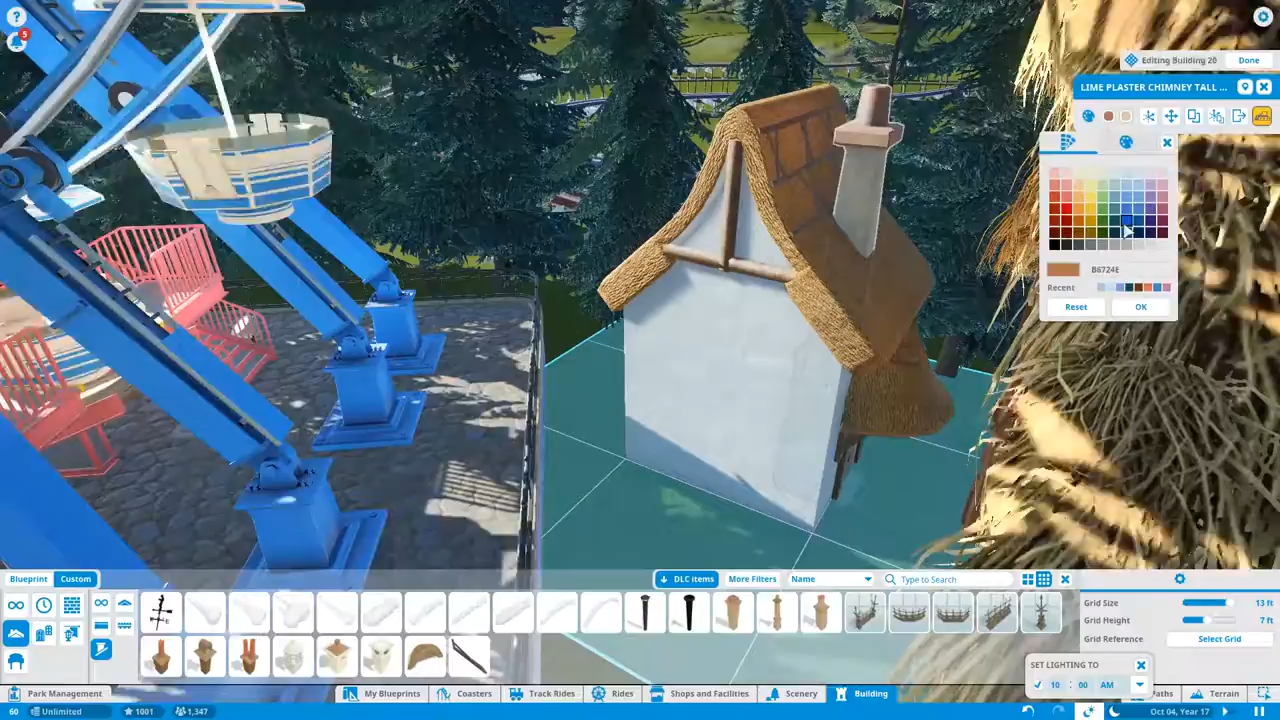 ?
5
Editing Building 20
Done
LIME PLASTER CHIMNEY TALL ...
B6724E
Recent
Reset
OK
Blueprint
Custom
DLC items
More Filters
Name
Type to Search
Grid Size
13 ft
Grid Height
7 ft
Grid Reference
Select Grid
SET LIGHTING TO
10 : 00 AM
Park Management
My Blueprints
Coasters
Track Rides
Rides
Shops and Facilities
Scenery
Building
Paths
Terrain
60
Unlimited
1001
1,347
Oct 04, Year 17